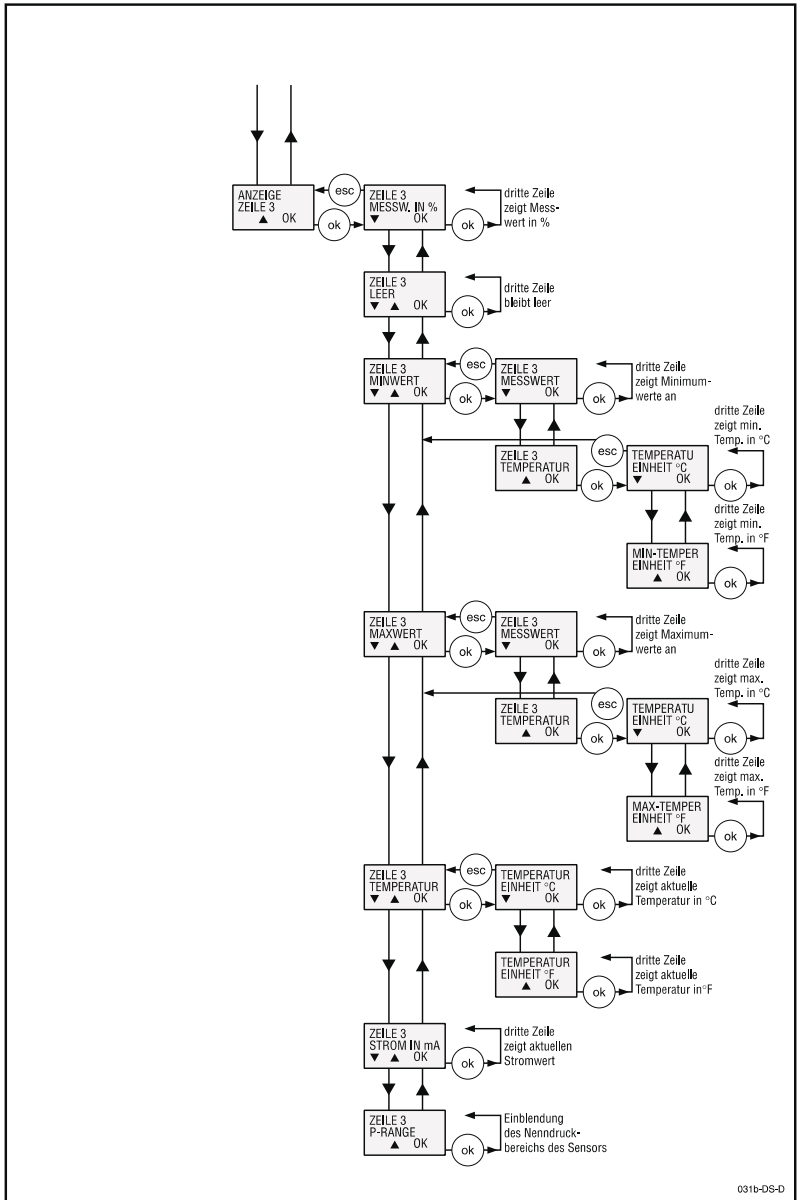 esc
ANZEIGE
ZEILE 3
▲ OK
ok
ZEILE 3
MESSW. IN %
▼ OK
ok
dritte Zeile
zeigt Mess-
wert in %
ZEILE 3
LEER
▼ ▲ OK
ok
dritte Zeile
bleibt leer
ZEILE 3
MINWERT
▼ ▲ OK
esc
ok
ZEILE 3
MESSWERT
▼ OK
ok
dritte Zeile
zeigt Minimum-
werte an
ZEILE 3
TEMPERATUR
▲ OK
esc
ok
TEMPERATU
EINHEIT °C
▼ OK
ok
dritte Zeile
zeigt min.
Temp. in °C
MIN-TEMPER
EINHEIT °F
▲ OK
ok
dritte Zeile
zeigt min.
Temp. in °F
ZEILE 3
MAXWERT
▼ ▲ OK
esc
ok
ZEILE 3
MESSWERT
▼ OK
ok
dritte Zeile
zeigt Maximum-
werte an
ZEILE 3
TEMPERATUR
▲ OK
esc
ok
TEMPERATU
EINHEIT °C
▼ OK
ok
dritte Zeile
zeigt max.
Temp. in °C
MAX-TEMPER
EINHEIT °F
▲ OK
ok
dritte Zeile
zeigt max.
Temp. in °F
ZEILE 3
TEMPERATUR
▼ ▲ OK
esc
ok
TEMPERATUR
EINHEIT °C
▼ OK
ok
dritte Zeile
zeigt aktuelle
Temperatur in °C
TEMPERATUR
EINHEIT °F
▲ OK
ok
dritte Zeile
zeigt aktuelle
Temperatur in°F
ZEILE 3
STROM IN mA
▼ ▲ OK
ok
dritte Zeile
zeigt aktuellen
Stromwert
ZEILE 3
P-RANGE
▲ OK
ok
Einblendung
des Nenndruck-
bereichs des Sensors
031b-DS-D